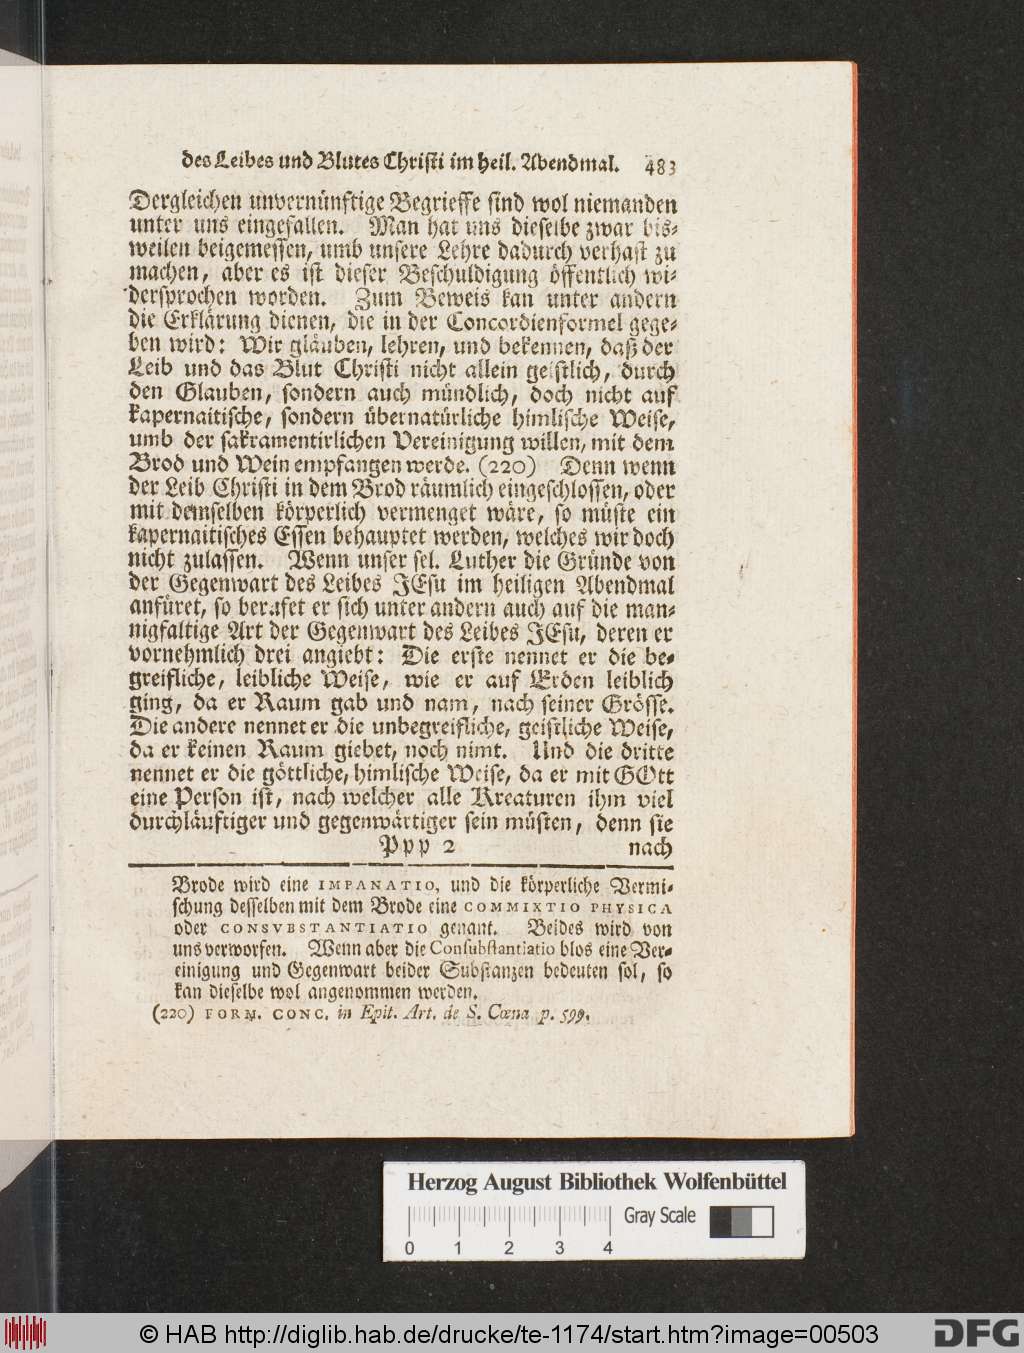 des Leibes und Blutes Christi im heil. Abendmal. 483
Dergleichen unvernünftige Begrieffe sind wol niemanden
unter uns eingefallen. Man hat uns dieselbe zwar bis-
weilen beigemessen, umb unsere Lehre dadurch verhast zu
machen, aber es ist dieser Beschuldigung öffentlich wi-
dersprochen worden. Zum Beweis kan unter andern
die Erklärung dienen, die in der Concordienformel gege-
ben wird: Wir gläuben, lehren, und bekennen, daß der
Leib und das Blut Christi nicht allein geistlich, durch
den Glauben, sondern auch mündlich, doch nicht auf
kapernaitische, sondern übernatürliche himlische Weise,
umb der sakramentirlichen Vereinigung willen, mit dem
Brod und Wein empfangen werde. (220) Denn wenn
der Leib Christi in dem Brod räumlich eingeschlossen, oder
mit demselben körperlich vermenget wäre, so müste ein
kapernaitisches Essen behauptet werden, welches wir doch
nicht zulassen. Wenn unser sel. Luther die Gründe von
der Gegenwart des Leibes JEsu im heiligen Abendmal
anfüret, so berufet er sich unter andern auch auf die man-
nigfaltige Art der Gegenwart des Leibes JEsu, deren er
vornehmlich drei angiebt: Die erste nennet er die be-
greifliche, leibliche Weise, wie er auf Erden leiblich
ging, da er Raum gab und nam, nach seiner Grösse.
Die andere nennet er die unbegreifliche, geistliche Weise,
da er keinen Raum giebet, noch nimt. Und die dritte
nennet er die göttliche, himlische Weise, da er mit GOtt
eine Person ist, nach welcher alle Kreaturen ihm viel
durchläuftiger und gegenwärtiger sein müsten, denn sie
Ppp 2 nach
Brode wird eine IMPANATIO, und die körperliche Vermi-
schung desselben mit dem Brode eine COMMIXTIO PHYSICA
oder CONSVBSTANTIATIO genant. Beides wird von
uns verworfen. Wenn aber die Consubstantiatio blos eine Ver-
einigung und Gegenwart beider Substanzen bedeuten sol, so
kan dieselbe wol angenommen werden.
(220) FORM. CONC. in Epit. Art. de S. Cœna p. 599.
Herzog August Bibliothek Wolfenbüttel
Gray Scale
0 1 2 3 4
© HAB http://diglib.hab.de/drucke/te-1174/start.htm?image=00503
DFG